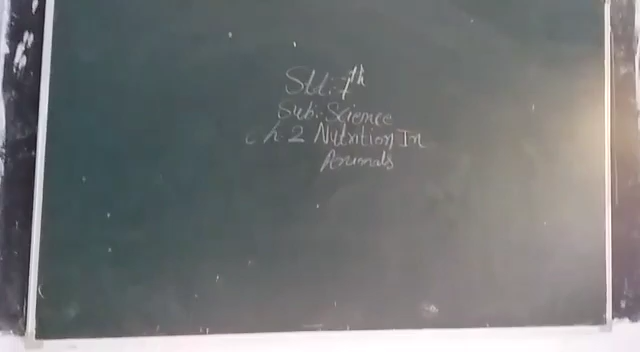 Std: 7th
Sub: Science
Ch 2 Nutrition In
Animals